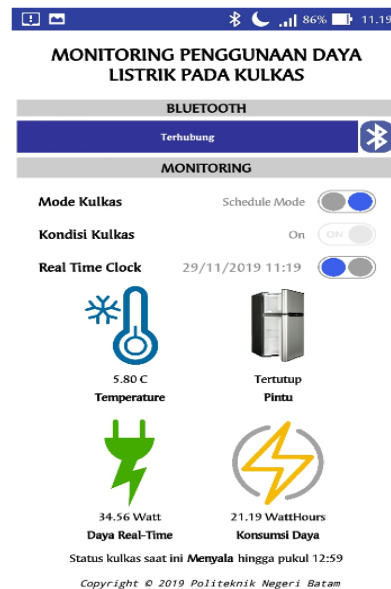 86% 11.19
MONITORING PENGGUNAAN DAYA
LISTRIK PADA KULKAS
BLUETOOTH
Terhubung
MONITORING
Mode Kulkas Schedule Mode
Kondisi Kulkas On ON
Real Time Clock 29/11/2019 11:19
5.80 C Tertutup
Temperature Pintu
34.56 Watt 21.19 WattHours
Daya Real-Time Konsumsi Daya
Status kulkas saat ini Menyala hingga pukul 12:59
Copyright © 2019 Politeknik Negeri Batam